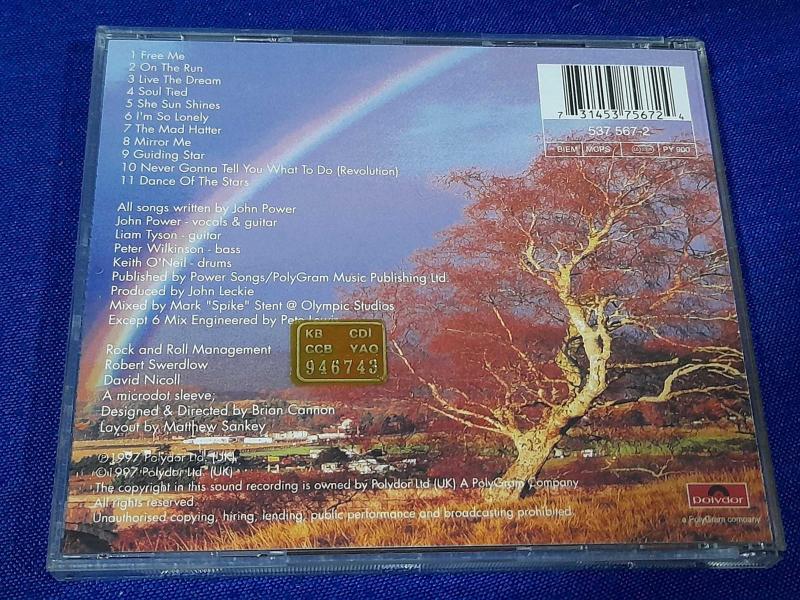 1 Free Me
2 On The Run
3 Live The Dream
4 Soul Tied
5 She Sun Shines
6 I'm So Lonely
7 The Mad Hatter
8 Mirror Me
9 Guiding Star
10 Never Gonna Tell You What To Do (Revolution)
11 Dance Of The Stars
7 31453 75672 4
537 567-2
BIEM MCPS PY 900
All songs written by John Power
John Power - vocals & guitar
Liam Tyson - guitar
Peter Wilkinson - bass
Keith O'Neil - drums
Published by Power Songs/PolyGram Music Publishing Ltd
Produced by John Leckie
Mixed by Mark "Spike" Stent @ Olympic Studios
Except 6 Mix Engineered by Pete
KB CDI
CCB YAO
946743
Rock and Roll Management
Robert Swerdlow
David Nicoll
A microdot sleeve,
Designed & Directed by Brian Cannon
Layout by Matthew Sankey
℗ 1997 Polydor Ltd. (UK)
© 1997 Polydor Ltd. (UK)
The copyright in this sound recording is owned by Polydor Ltd (UK) A PolyGram Company
All rights reserved.
Unauthorised copying, hiring, lending, public performance and broadcasting prohibited.
polydor
a PolyGram company